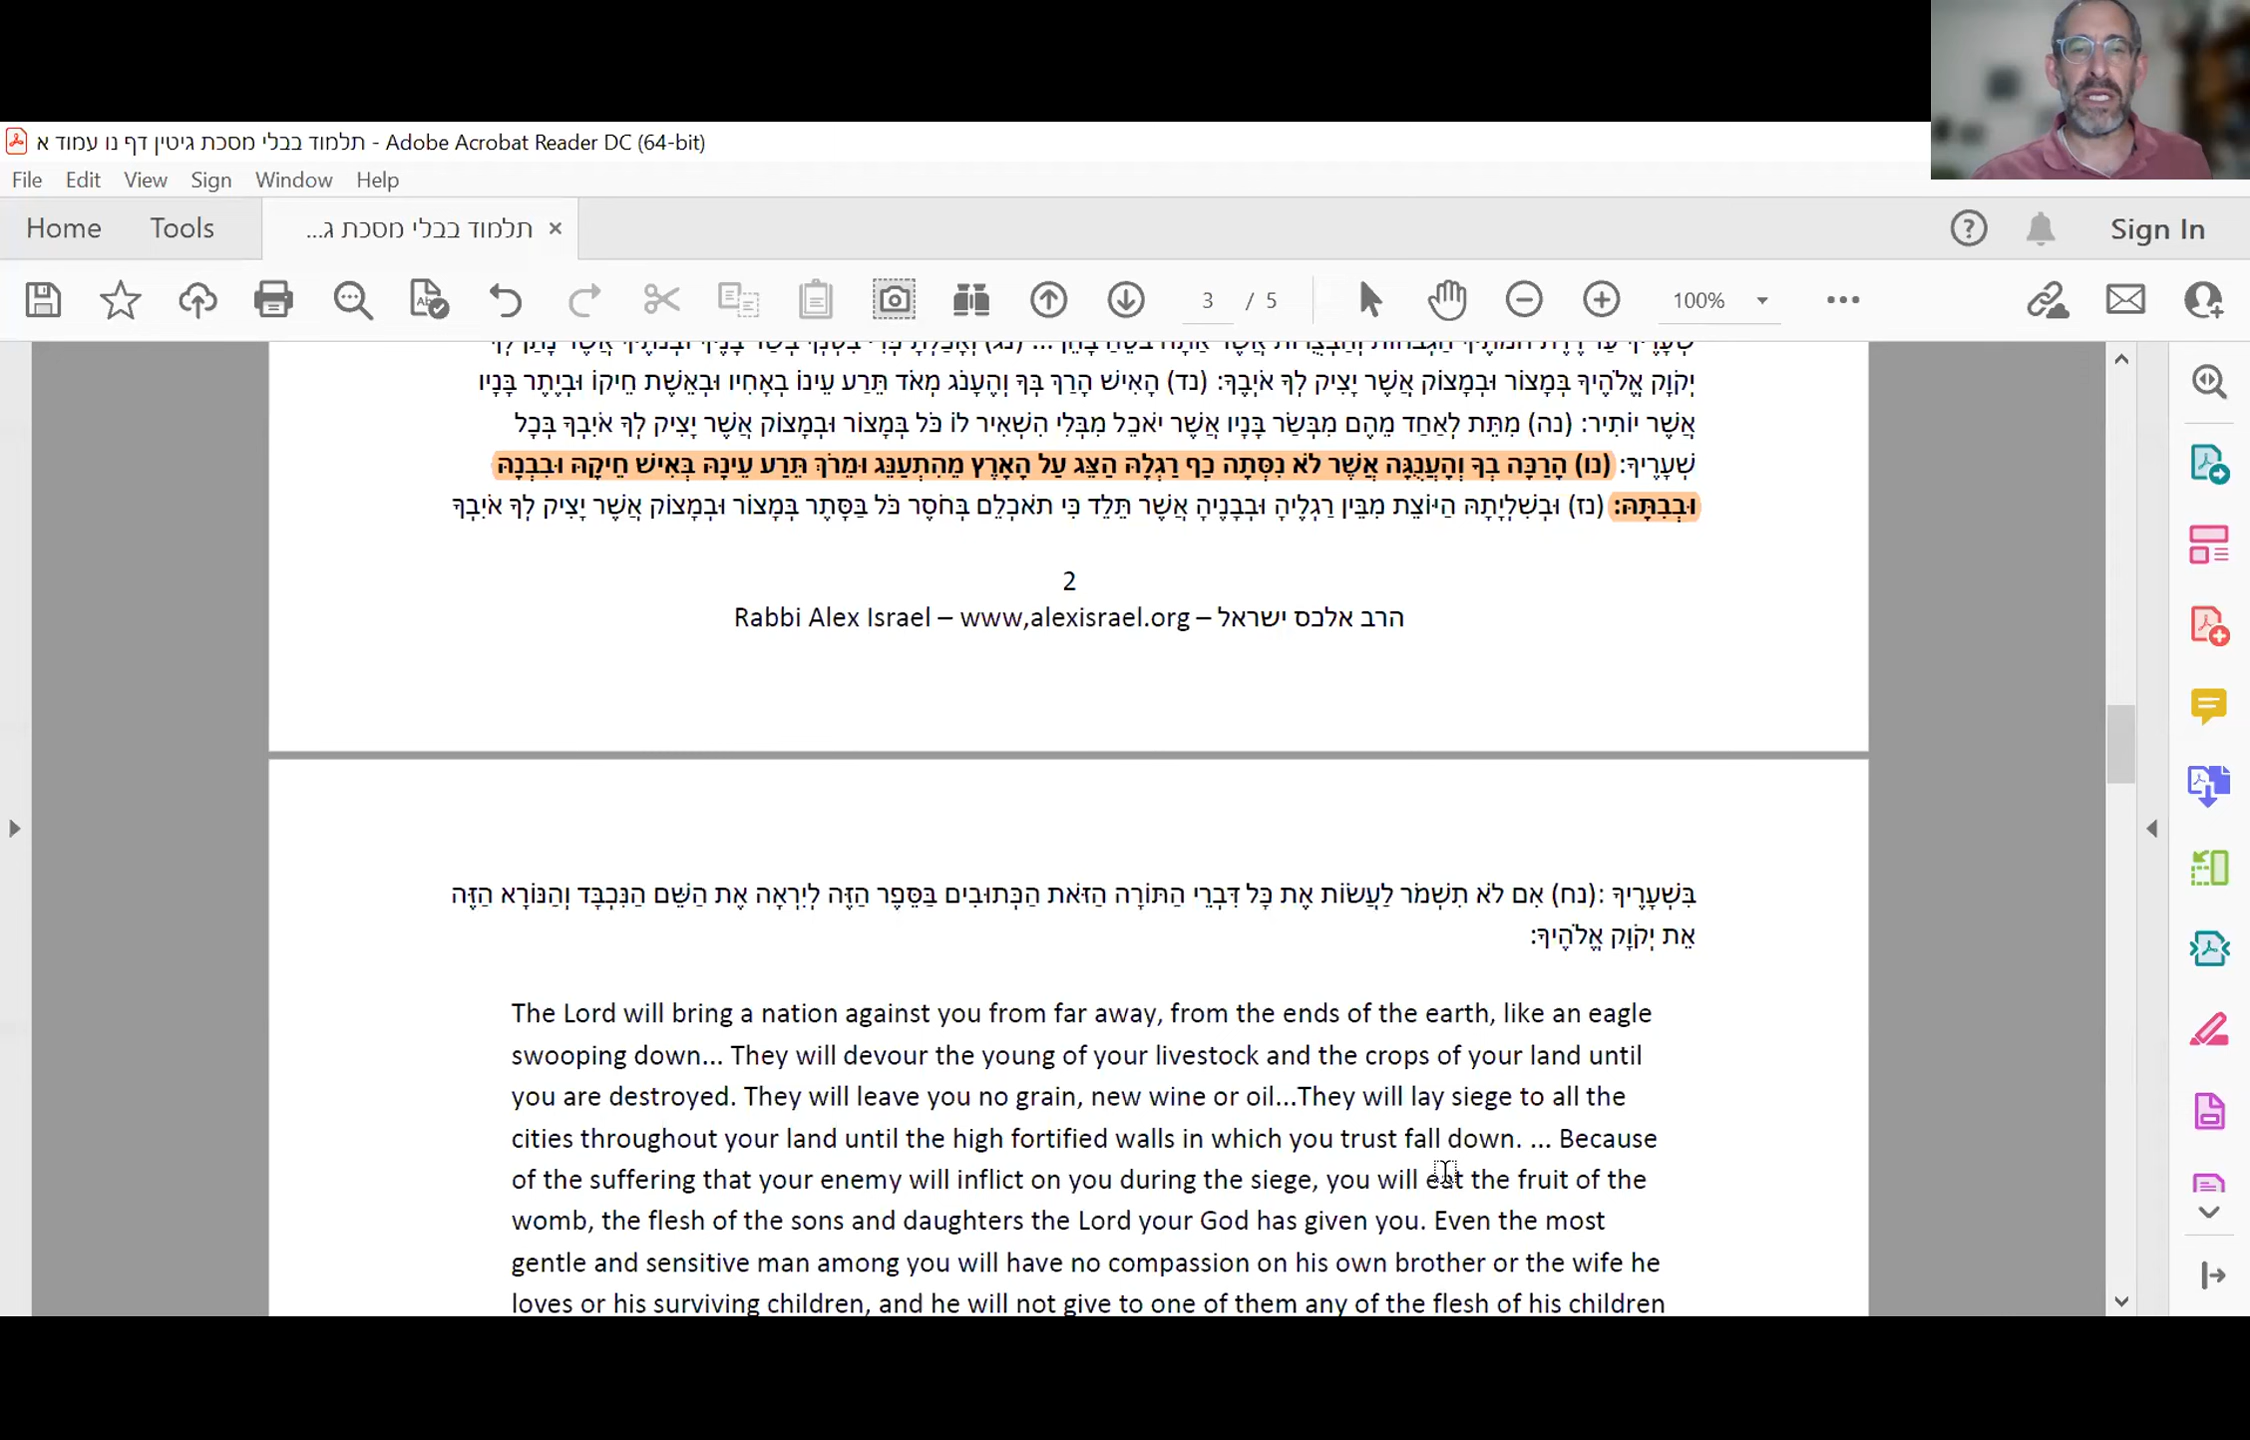 תלמוד בבלי מסכת גיטין דף נו עמוד א - Adobe Acrobat Reader DC (64-bit)
File Edit View Sign Window Help
Home Tools תלמוד בבלי מסכת ג... × Sign In
3 / 5 100%
יְקֹוָק אֱלֹהֶיךָ בְּמָצוֹר וּבְמָצוֹק אֲשֶׁר יָצִיק לְךָ אֹיְבֶךָ: (נד) הָאִישׁ הָרַךְ בְּךָ וְהֶעָנֹג מְאֹד תֵּרַע עֵינוֹ בְאָחִיו וּבְאֵשֶׁת חֵיקוֹ וּבְיֶתֶר בָּנָיו
אֲשֶׁר יוֹתִיר: (נה) מִתֵּת לְאַחַד מֵהֶם מִבְּשַׂר בָּנָיו אֲשֶׁר יֹאכֵל מִבְּלִי הִשְׁאִיר לוֹ כֹּל בְּמָצוֹר וּבְמָצוֹק אֲשֶׁר יָצִיק לְךָ אֹיִבְךָ בְּכָל
שְׁעָרֶיךָ: (נו) הָרַכָּה בְךָ וְהָעֲנֻגָּה אֲשֶׁר לֹא נִסְּתָה כַף רַגְלָהּ הַצֵּג עַל הָאָרֶץ מֵהִתְעַנֵּג וּמֵרֹךְ תֵּרַע עֵינָהּ בְּאִישׁ חֵיקָהּ וּבִבְנָהּ
וּבְבִתָּהּ: (נז) וּבְשִׁלְיָתָהּ הַיּוֹצֵת מִבֵּין רַגְלֶיהָ וּבְבָנֶיהָ אֲשֶׁר תֵּלֵד כִּי תֹאכְלֵם בְּחֹסֶר כֹּל בַּסָּתֶר בְּמָצוֹר וּבְמָצוֹק אֲשֶׁר יָצִיק לְךָ אֹיִבְךָ
2
Rabbi Alex Israel – www,alexisrael.org – הרב אלכס ישראל
בִּשְׁעָרֶיךָ :(נח) אִם לֹא תִשְׁמֹר לַעֲשׂוֹת אֶת כָּל דִּבְרֵי הַתּוֹרָה הַזֹּאת הַכְּתוּבִים בַּסֵּפֶר הַזֶּה לְיִרְאָה אֶת הַשֵּׁם הַנִּכְבָּד וְהַנּוֹרָא הַזֶּה
אֵת יְקֹוָק אֱלֹהֶיךָ:
The Lord will bring a nation against you from far away, from the ends of the earth, like an eagle
swooping down... They will devour the young of your livestock and the crops of your land until
you are destroyed. They will leave you no grain, new wine or oil...They will lay siege to all the
cities throughout your land until the high fortified walls in which you trust fall down. ... Because
of the suffering that your enemy will inflict on you during the siege, you will eat the fruit of the
womb, the flesh of the sons and daughters the Lord your God has given you. Even the most
gentle and sensitive man among you will have no compassion on his own brother or the wife he
loves or his surviving children, and he will not give to one of them any of the flesh of his children